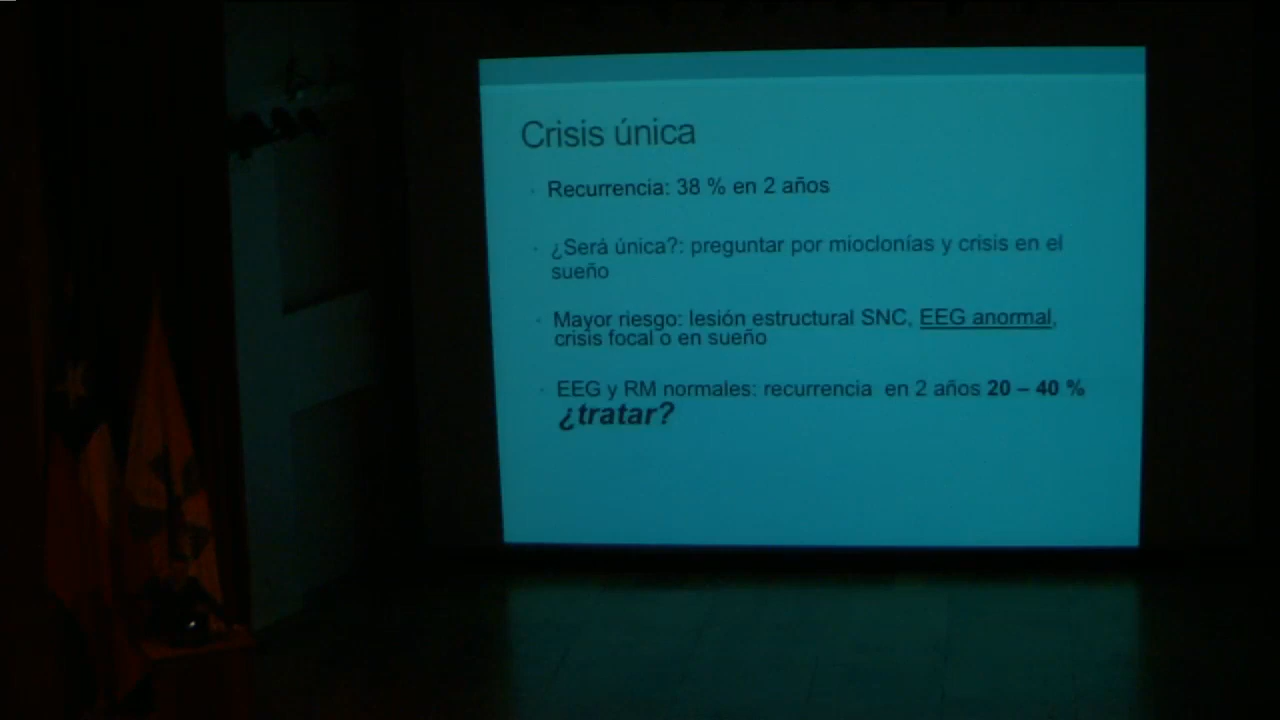 Crisis única
Recurrencia: 38 % en 2 años
¿Será única?: preguntar por mioclonías y crisis en el
sueño
Mayor riesgo: lesión estructural SNC, EEG anormal,
crisis focal o en sueño
EEG y RM normales: recurrencia en 2 años 20 – 40 %
¿tratar?